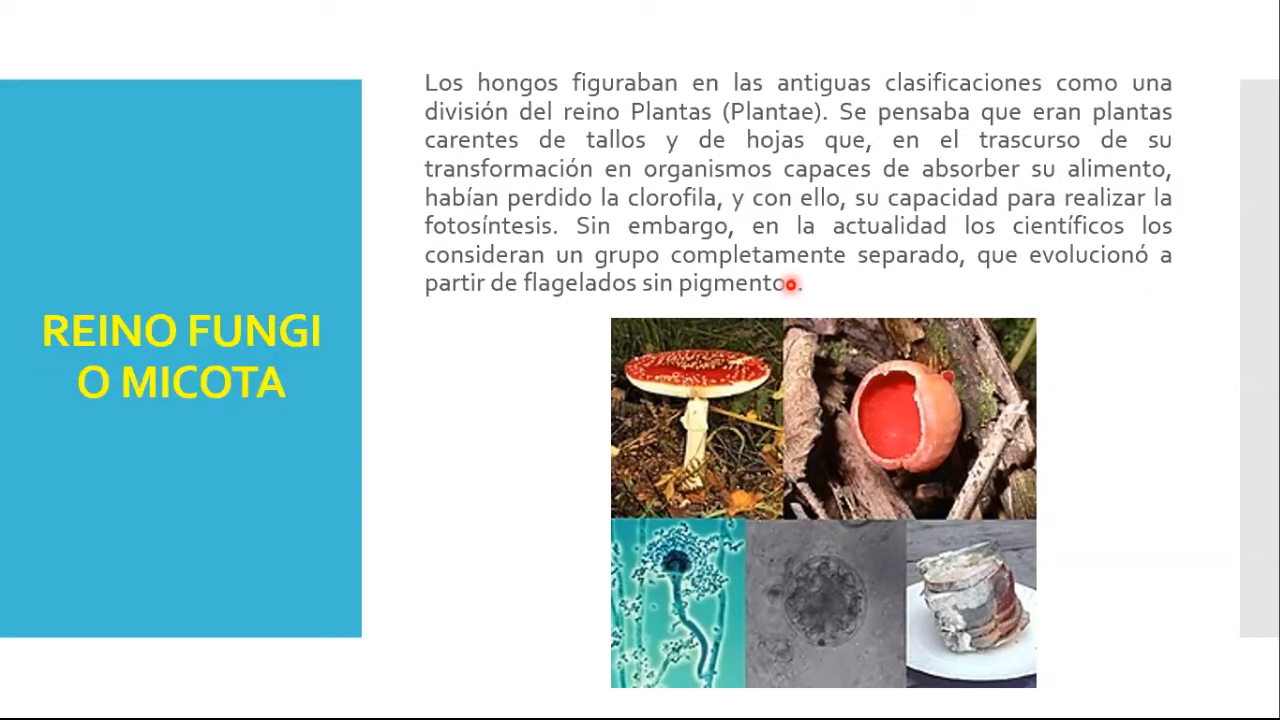 REINO FUNGI
O MICOTA
Los hongos figuraban en las antiguas clasificaciones como una
división del reino Plantas (Plantae). Se pensaba que eran plantas
carentes de tallos y de hojas que, en el trascurso de su
transformación en organismos capaces de absorber su alimento,
habían perdido la clorofila, y con ello, su capacidad para realizar la
fotosíntesis. Sin embargo, en la actualidad los científicos los
consideran un grupo completamente separado, que evolucionó a
partir de flagelados sin pigmentos.